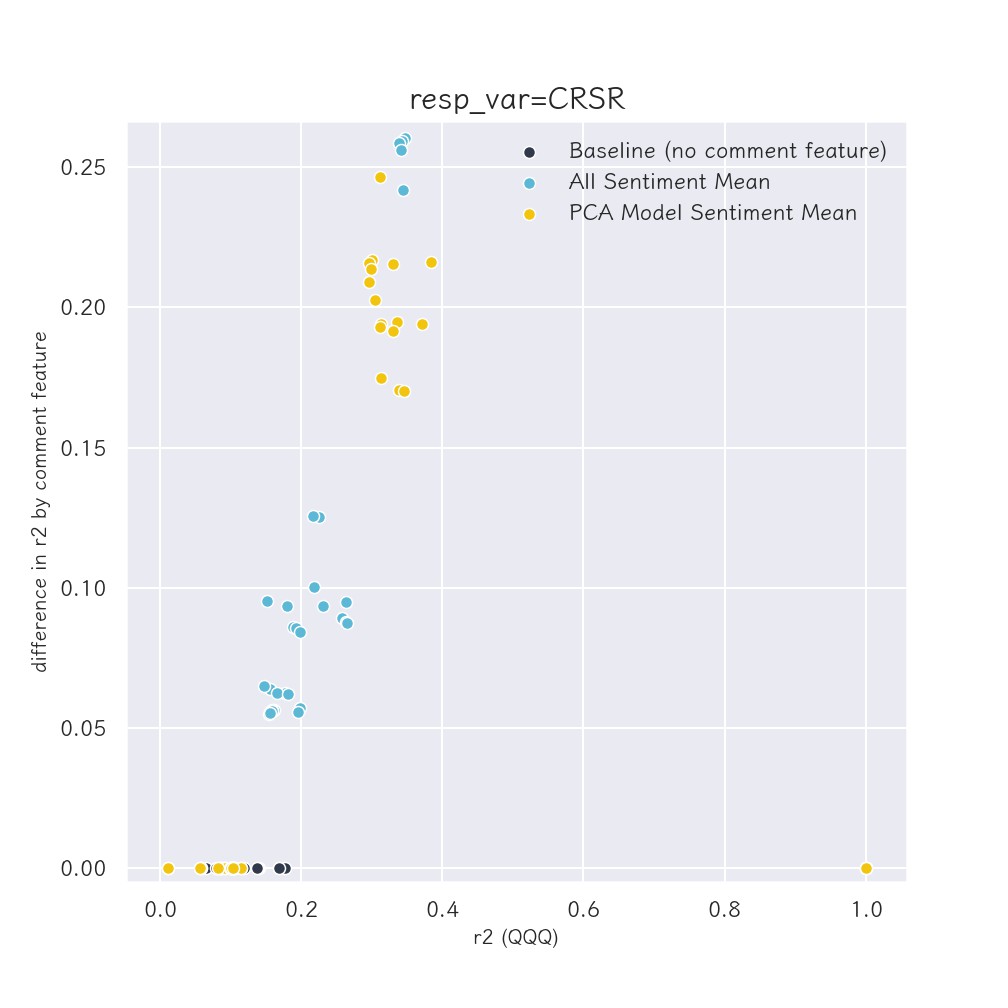 resp_var=CRSR
Baseline (no comment feature)
All Sentiment Mean
PCA Model Sentiment Mean
difference in r2 by comment feature
0.25
0.20
0.15
0.10
0.05
0.00
0.0 0.2 0.4 0.6 0.8 1.0
r2 (QQQ)